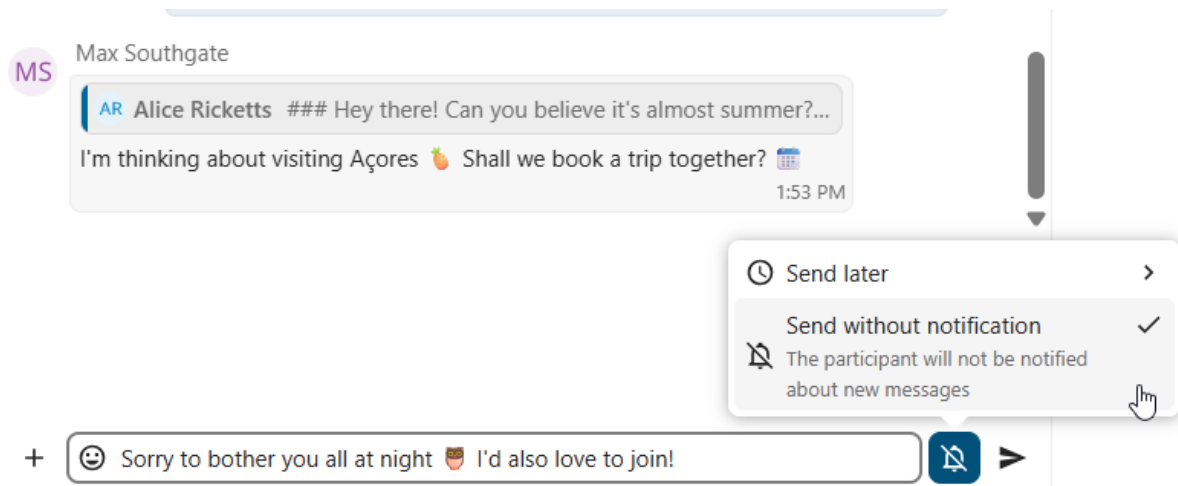 Max Southgate
MS
AR Alice Ricketts ### Hey there! Can you believe it's almost summer?...
I'm thinking about visiting Açores 🍍 Shall we book a trip together? 🗓️
1:53 PM
Send later
Send without notification
The participant will not be notified
about new messages
Sorry to bother you all at night 🦉 I'd also love to join!